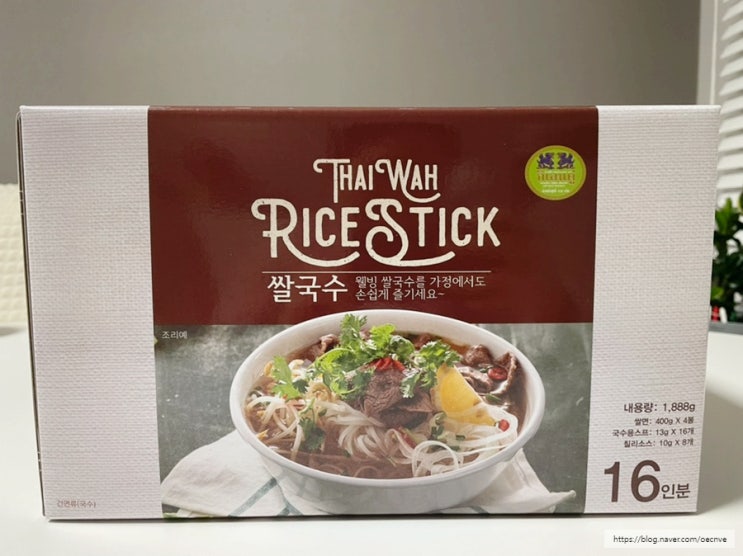 THAI WAH
RICE STICK
쌀국수
웰빙 쌀국수를 가정에서도
손쉽게 즐기세요~
조리예
내용량: 1,888g
쌀면: 400g X 4봉
국수용스프: 13g X 16개
칠리소스: 10g X 8개
16인분
건면류(국수)
https://blog.naver.com/oecnve